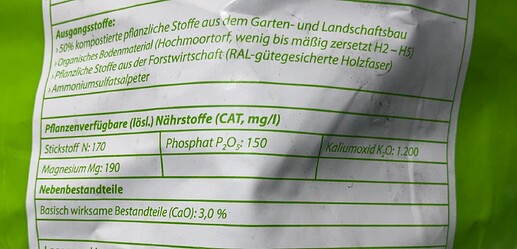 Ausgangsstoffe:
› 50% kompostierte pflanzliche Stoffe aus dem Garten- und Landschaftsbau
› Organisches Bodenmaterial (Hochmoortorf, wenig bis mäßig zersetzt H2 – H5)
› Pflanzliche Stoffe aus der Forstwirtschaft (RAL-gütegesicherte Holzfaser)
› Ammoniumsulfatsalpeter
Pflanzenverfügbare (lösl.) Nährstoffe (CAT, mg/l)
Stickstoff N: 170 Phosphat P₂O₅: 150 Kaliumoxid K₂O: 1.200
Magnesium Mg: 190
Nebenbestandteile
Basisch wirksame Bestandteile (CaO): 3,0 %